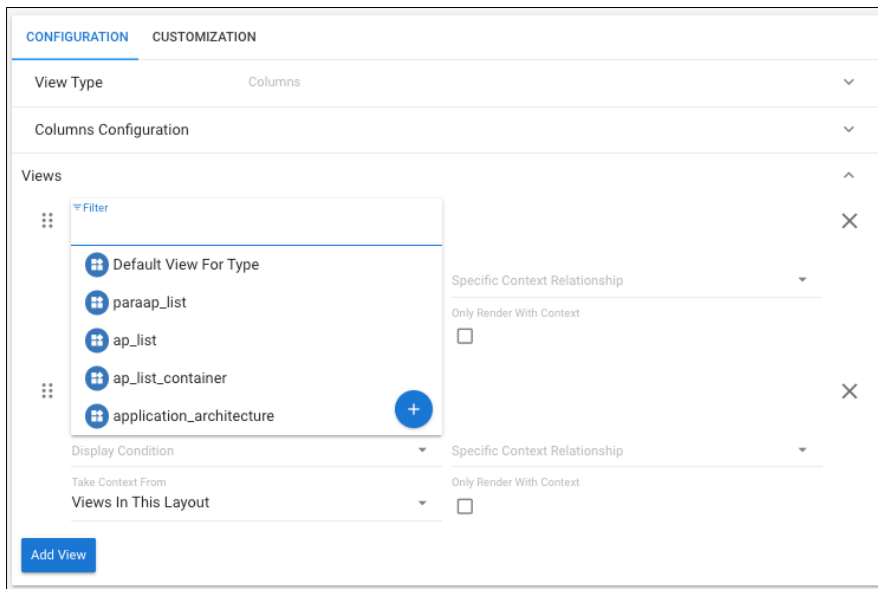 CONFIGURATION CUSTOMIZATION
View Type Columns
Columns Configuration
Views
Filter
Default View For Type
Specific Context Relationship
paraap_list
Only Render With Context
ap_list
ap_list_container
application_architecture
+
Display Condition Specific Context Relationship
Take Context From Only Render With Context
Views In This Layout
Add View